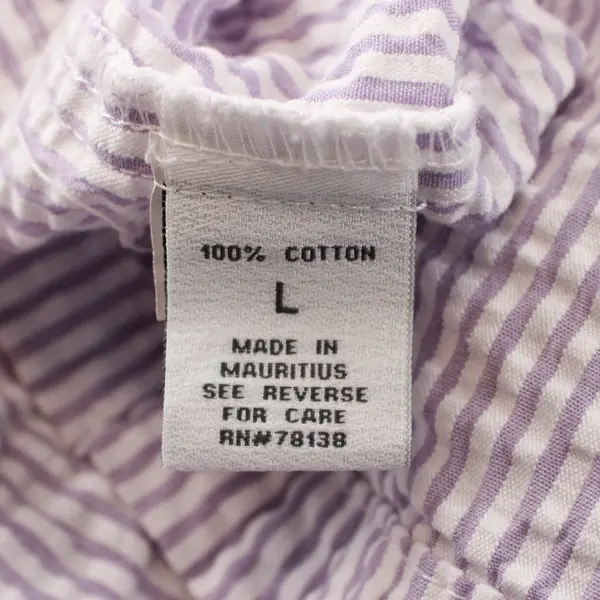 100% COTTON
L
MADE IN
MAURITIUS
SEE REVERSE
FOR CARE
RN#78138